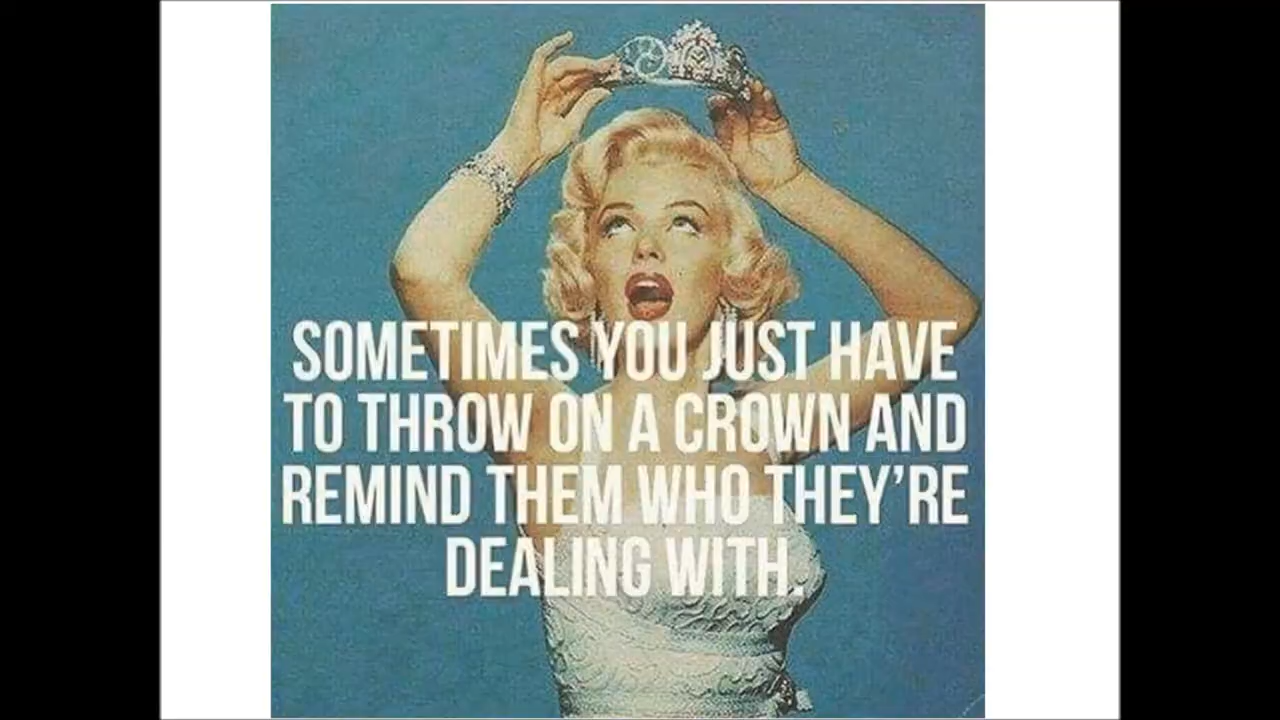 SOMETIMES YOU JUST HAVE
TO THROW ON A CROWN AND
REMIND THEM WHO THEY'RE
DEALING WITH.